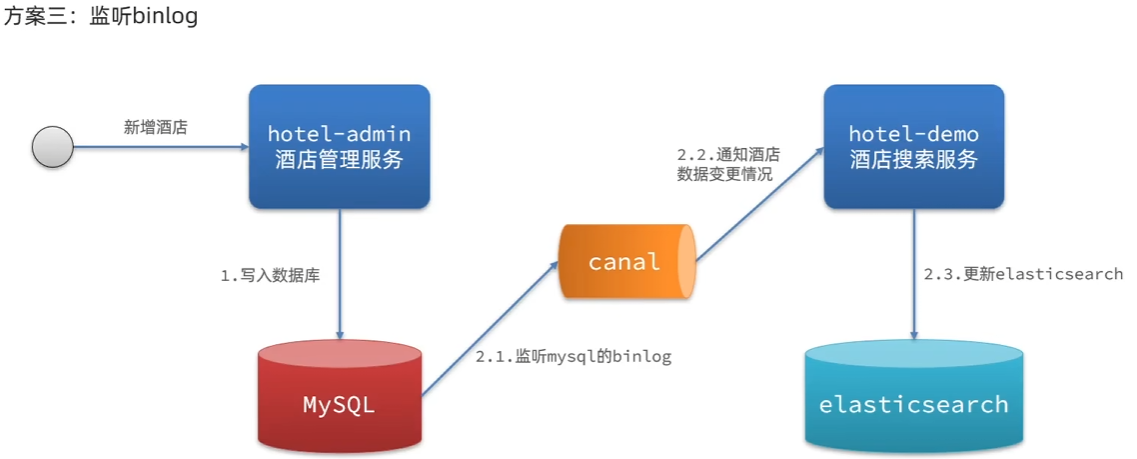 方案三：监听binlog
新增酒店
hotel-admin
酒店管理服务
hotel-demo
酒店搜索服务
2.2.通知酒店
数据变更情况
canal
1.写入数据库
2.3.更新elasticsearch
2.1.监听mysql的binlog
MySQL
elasticsearch